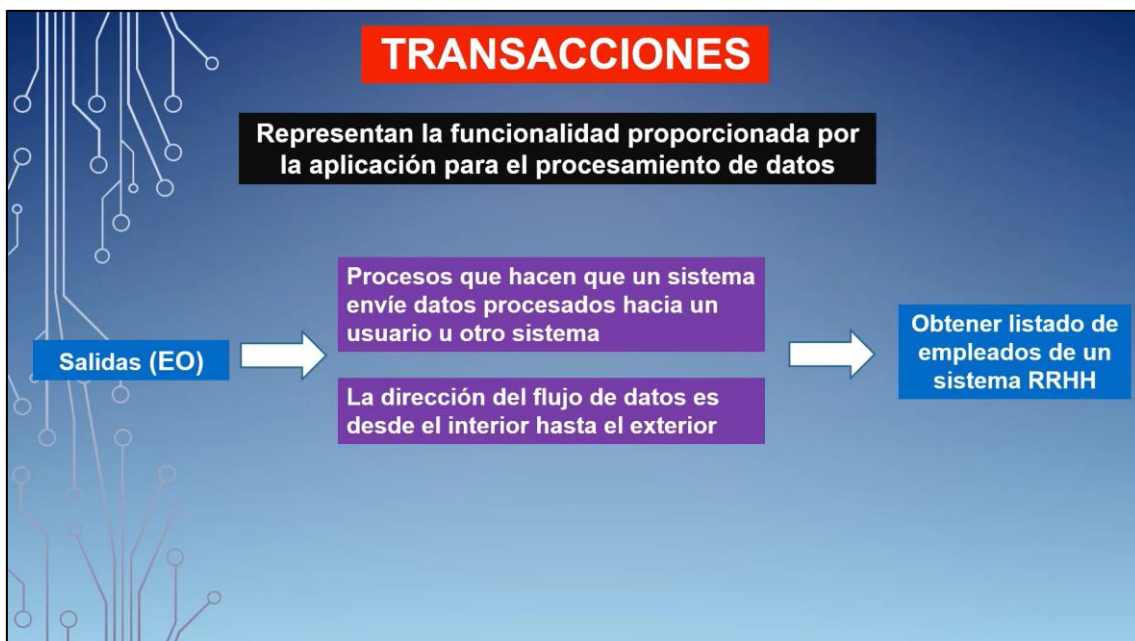 TRANSACCIONES
Representan la funcionalidad proporcionada por
la aplicación para el procesamiento de datos
Salidas (EO)
Procesos que hacen que un sistema
envíe datos procesados hacia un
usuario u otro sistema
La dirección del flujo de datos es
desde el interior hasta el exterior
Obtener listado de
empleados de un
sistema RRHH